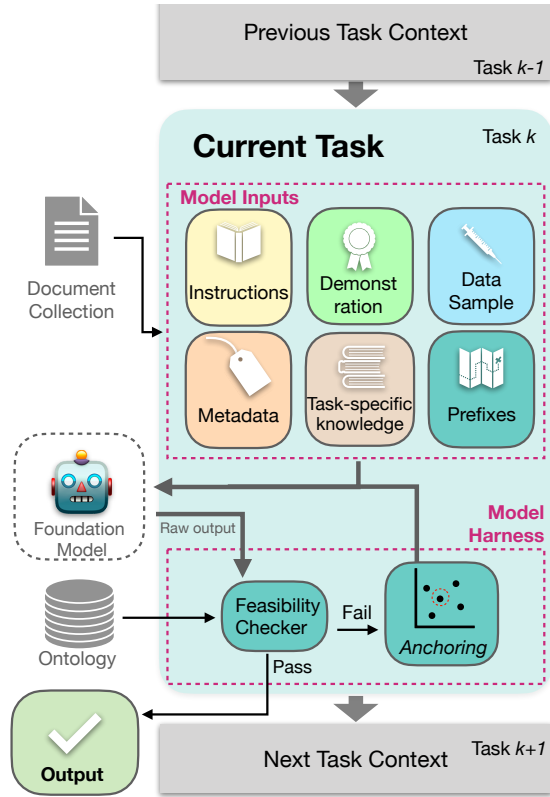 Previous Task Context
Task k-1
Current Task
Task k
Model Inputs
Instructions
Demonst
ration
Data
Sample
Document
Collection
Metadata
Task-specific
knowledge
Prefixes
Foundation
Model
Raw output
Model
Harness
Feasibility
Checker
Fail
Anchoring
Ontology
Pass
Output
Next Task Context
Task k+1